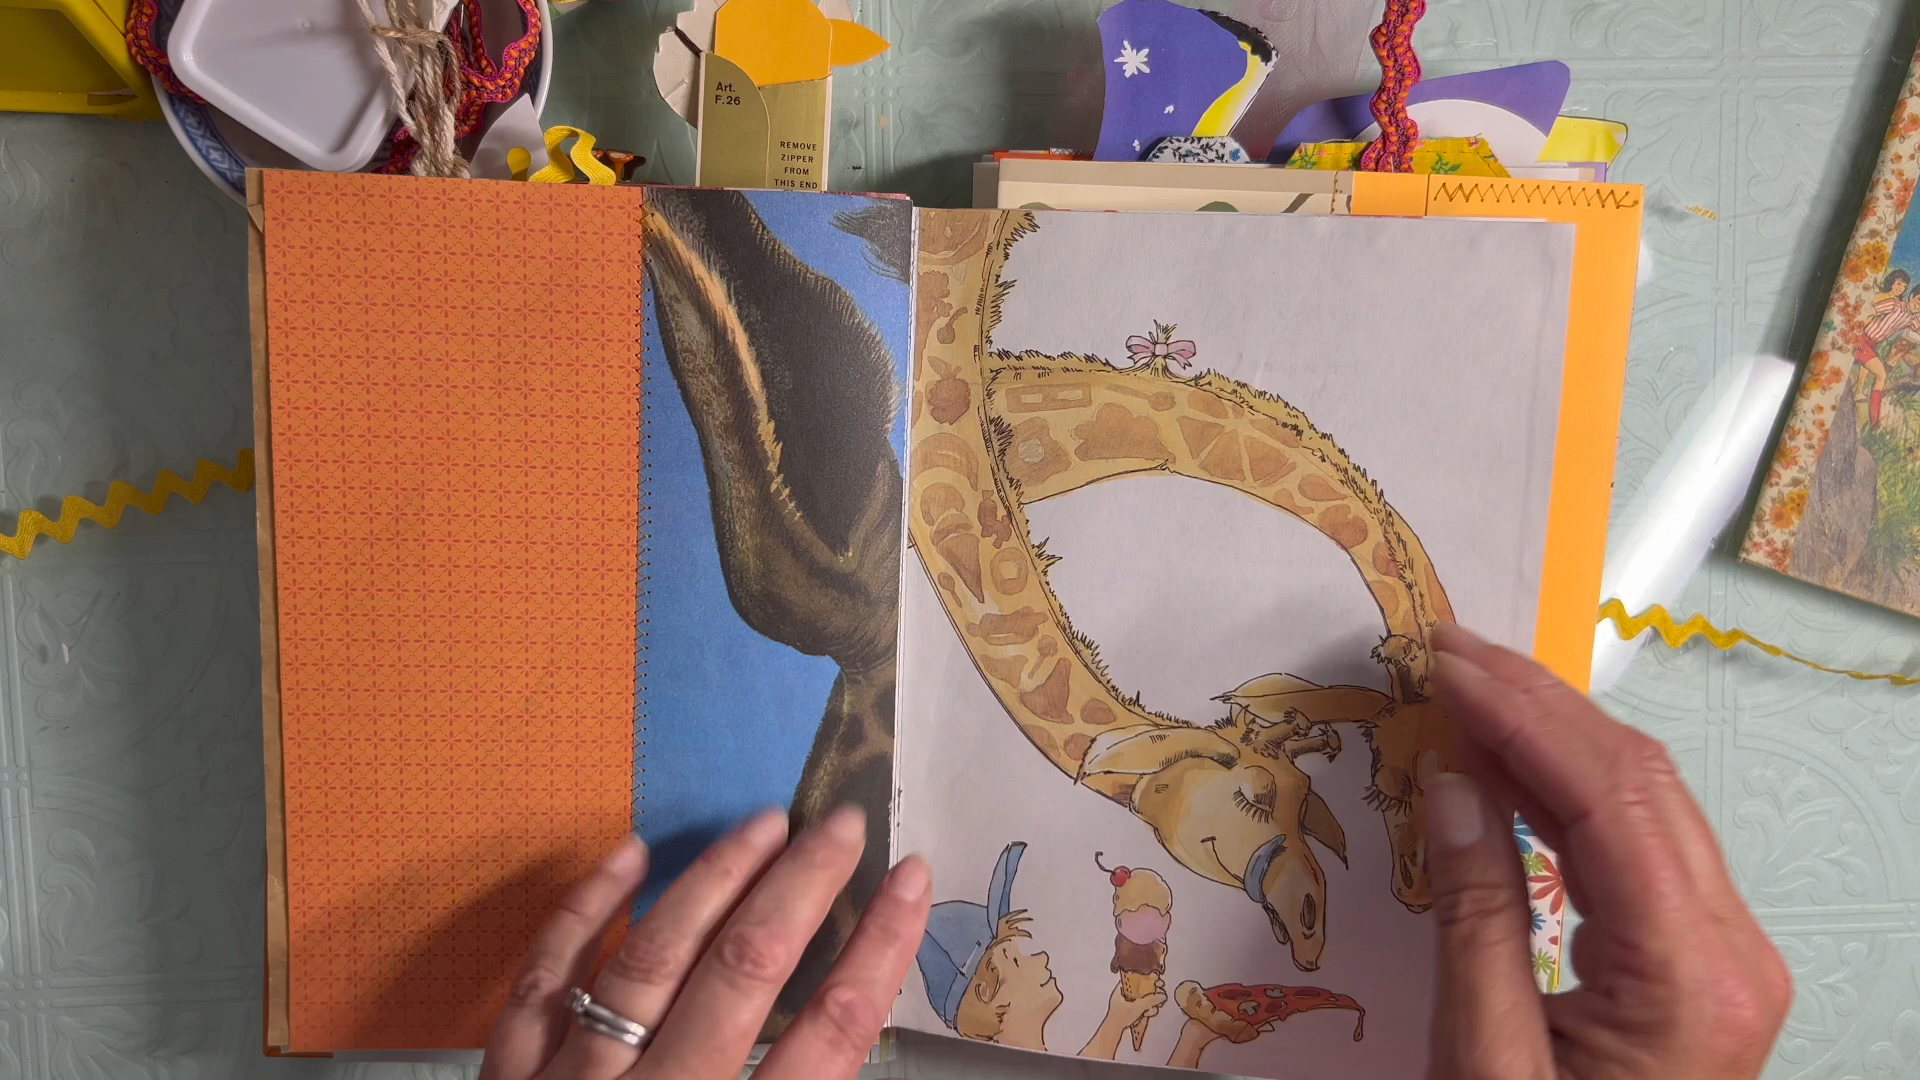 Art.
F.26
REMOVE
ZIPPER
FROM
THIS END